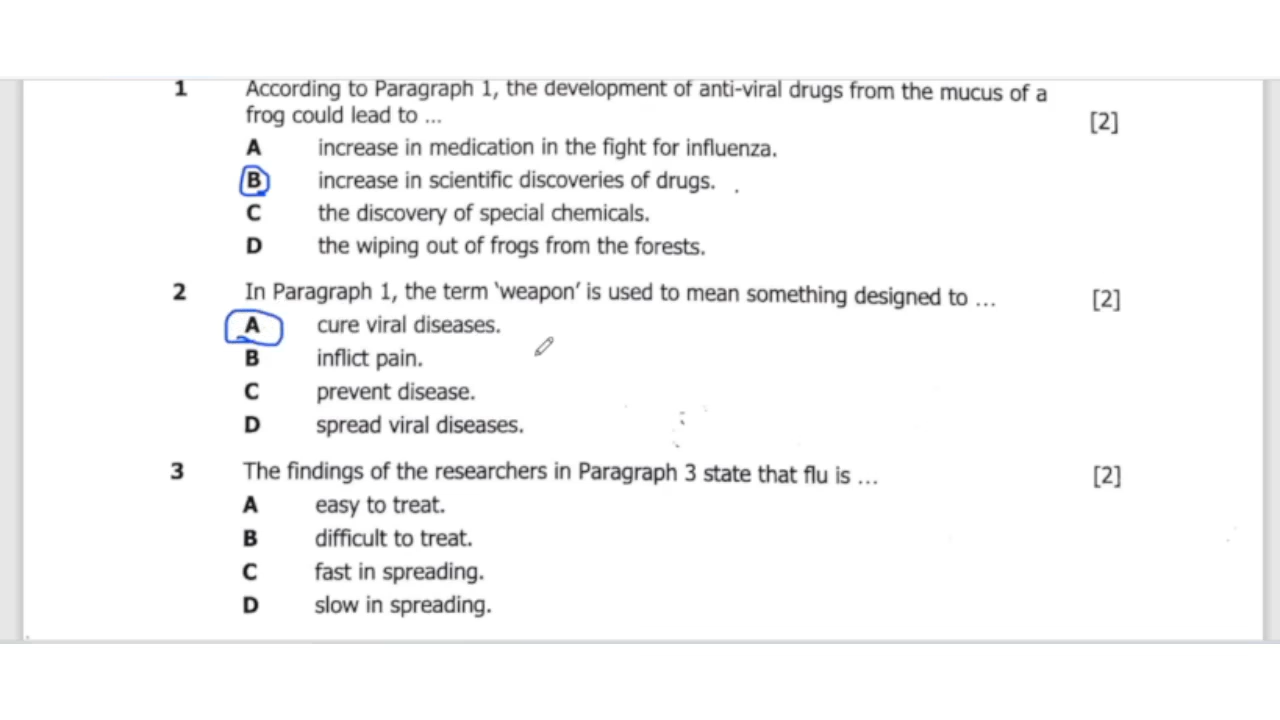 1 According to Paragraph 1, the development of anti-viral drugs from the mucus of a
frog could lead to ... [2]
A increase in medication in the fight for influenza.
B increase in scientific discoveries of drugs.
C the discovery of special chemicals.
D the wiping out of frogs from the forests.
2 In Paragraph 1, the term ‘weapon’ is used to mean something designed to ... [2]
A cure viral diseases.
B inflict pain.
C prevent disease.
D spread viral diseases.
3 The findings of the researchers in Paragraph 3 state that flu is ... [2]
A easy to treat.
B difficult to treat.
C fast in spreading.
D slow in spreading.